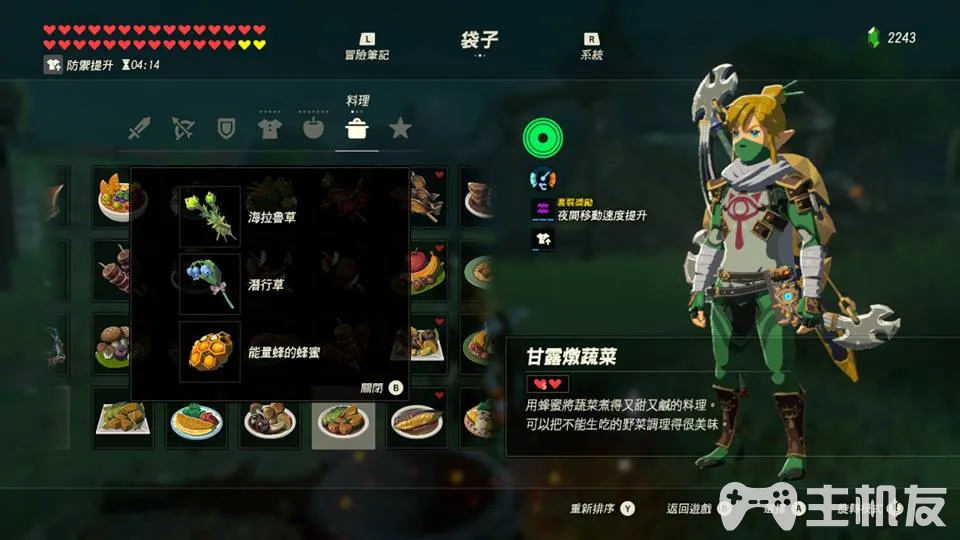 L
冒險筆記
袋子
R
系統
2243
防禦提升 04:14
料理
海拉魯草
潛行草
能量蜂的蜂蜜
關閉 B
套裝獎勵
夜間移動速度提升
甘露燉蔬菜
用蜂蜜將蔬菜煮得又甜又鹹的料理。
可以把不能生吃的野菜調理得很美味。
重新排序 Y 返回遊戲
主机友